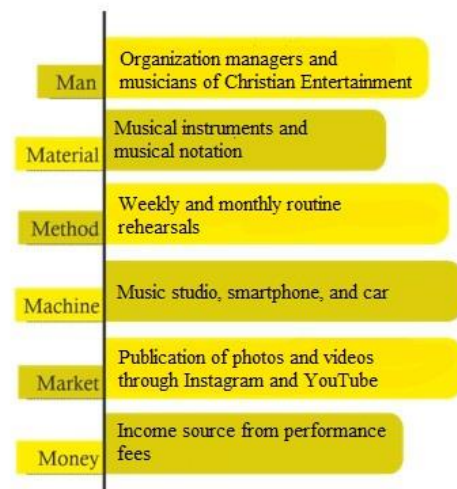 Man
Organization managers and
musicians of Christian Entertainment
Material
Musical instruments and
musical notation
Method
Weekly and monthly routine
rehearsals
Machine
Music studio, smartphone, and car
Market
Publication of photos and videos
through Instagram and YouTube
Money
Income source from performance
fees